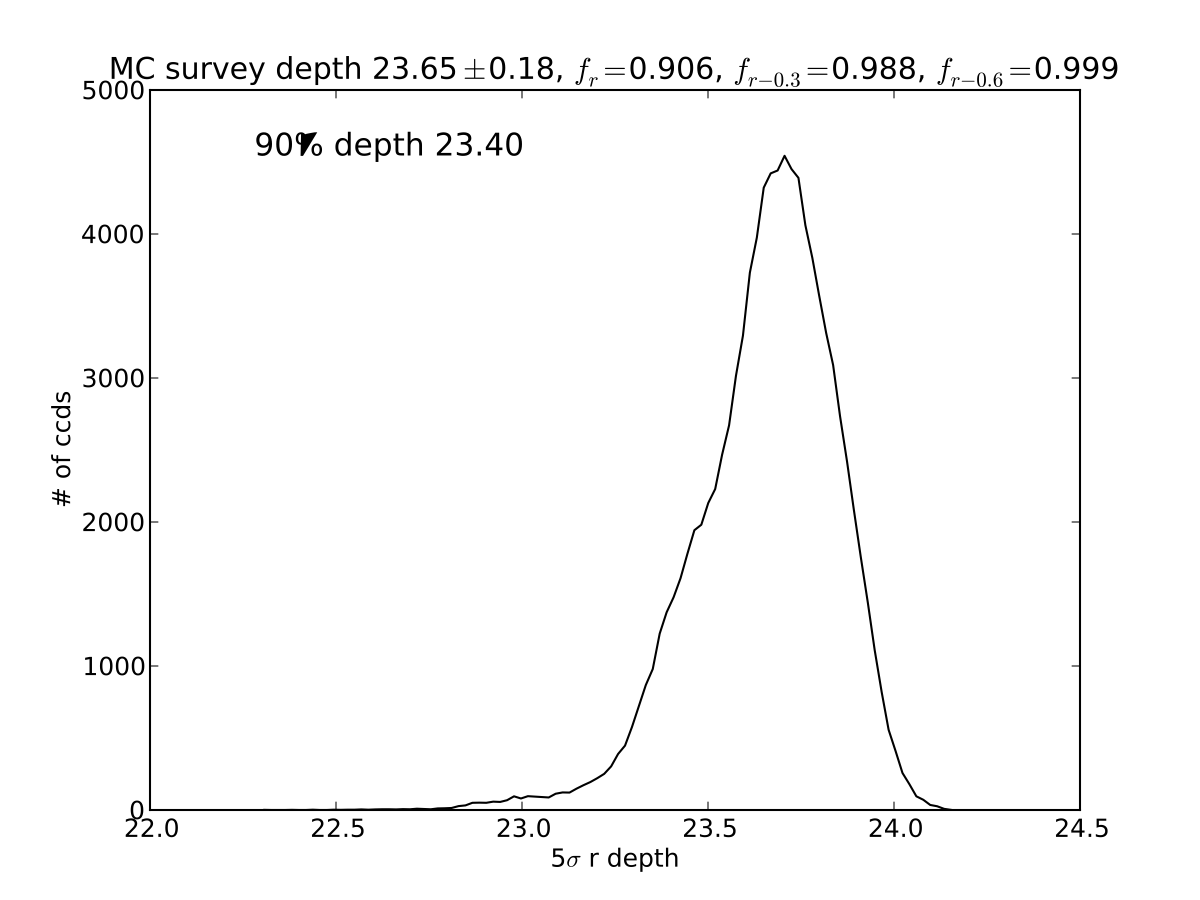 MC survey depth 23.65 ±0.18, f_r=0.906, f_{r−0.3}=0.988, f_{r−0.6}=0.999
5000
90% depth 23.40
4000
3000
# of ccds
2000
1000
0
22.0 22.5 23.0 23.5 24.0 24.5
5σ r depth